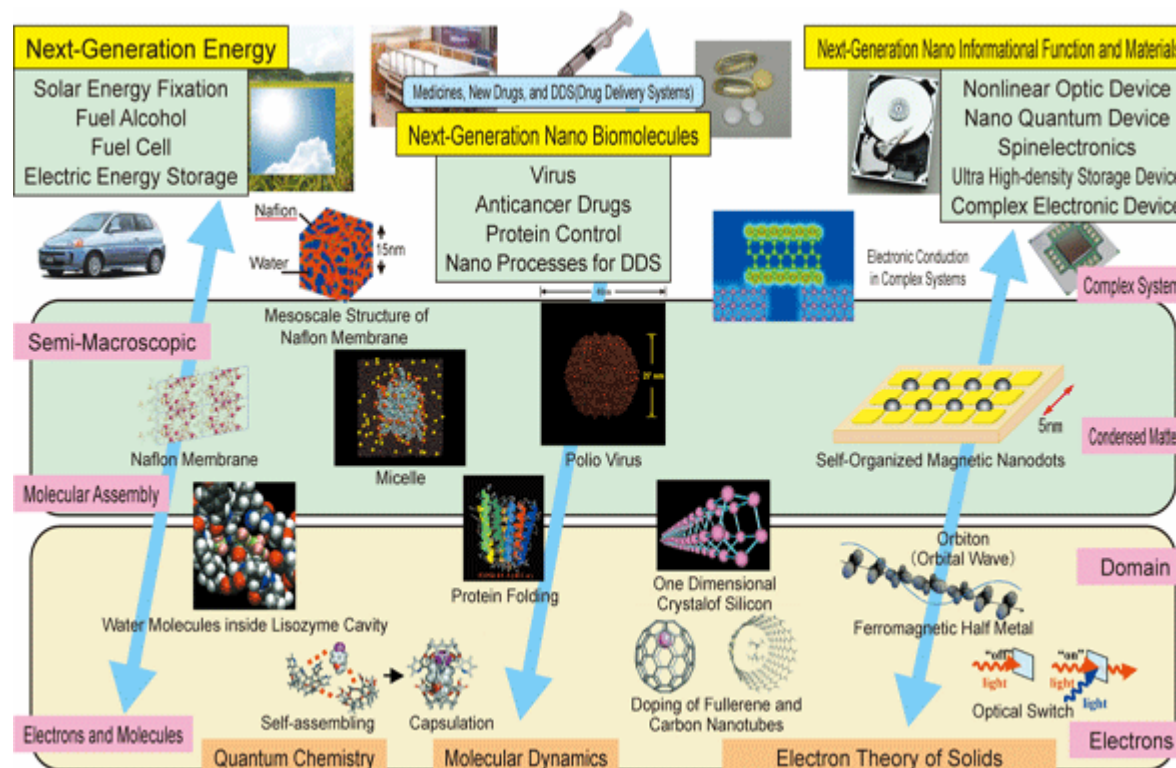 Next-Generation Energy
Solar Energy Fixation
Fuel Alcohol
Fuel Cell
Electric Energy Storage
Medicines, New Drugs, and DDS(Drug Delivery Systems)
Next-Generation Nano Biomolecules
Virus
Anticancer Drugs
Protein Control
Nano Processes for DDS
Next-Generation Nano Informational Function and Materials
Nonlinear Optic Device
Nano Quantum Device
Spinelectronics
Ultra High-density Storage Device
Complex Electronic Device
Nafion
Water
15nm
Mesoscale Structure of
Naflon Membrane
Electronic Conduction
in Complex Systems
Complex System
Semi-Macroscopic
Naflon Membrane
Micelle
Polio Virus
5nm
Self-Organized Magnetic Nanodots
Condensed Matte
Molecular Assembly
Water Molecules inside Lisozyme Cavity
Protein Folding
One Dimensional
Crystalof Silicon
Orbiton
(Orbital Wave)
Ferromagnetic Half Metal
Domain
Self-assembling
Capsulation
Doping of Fullerene and
Carbon Nanotubes
"off"
light
"on"
light
light
Optical Switch
Electrons and Molecules
Electrons
Quantum Chemistry
Molecular Dynamics
Electron Theory of Solids